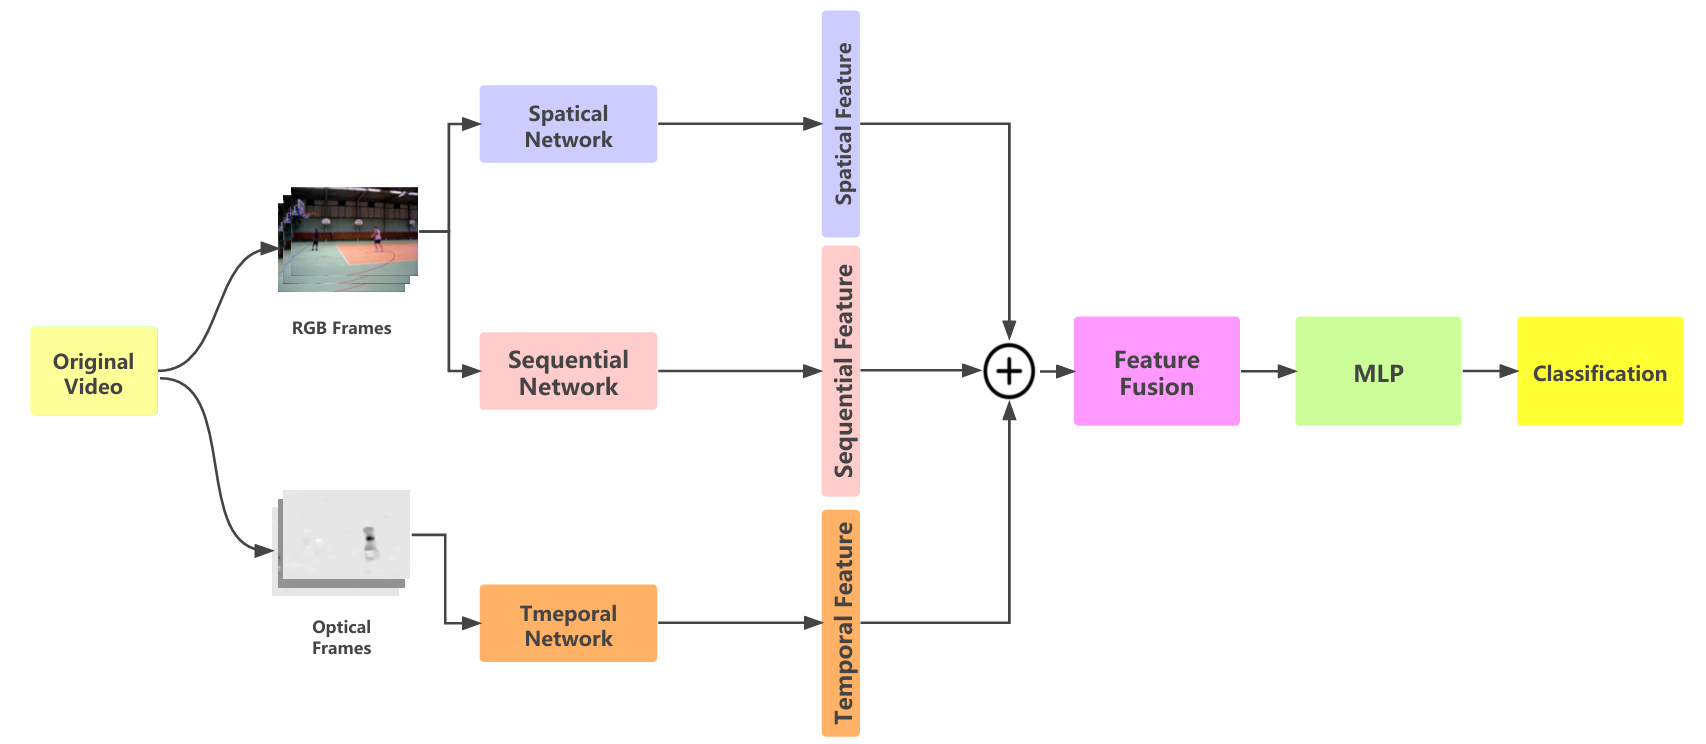 Original
Video
RGB Frames
Optical
Frames
Spatical
Network
Sequential
Network
Tmeporal
Network
Spatical Feature
Sequential Feature
Temporal Feature
Feature
Fusion
MLP
Classification